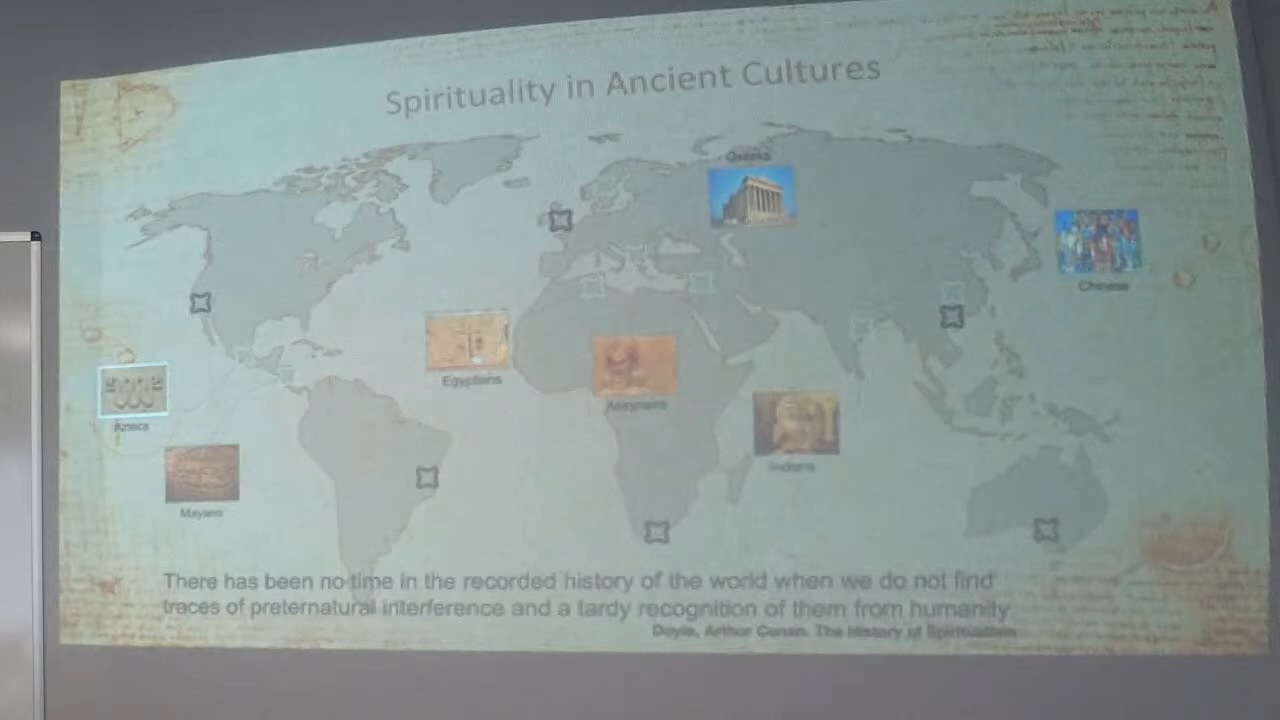 Spirituality in Ancient Cultures
Greeks
Chinese
Egyptians
Assyrians
Aztecs
Indians
Mayans
There has been no time in the recorded history of the world when we do not find
traces of preternatural interference and a tardy recognition of them from humanity
Doyle, Arthur Conan. The History of Spiritualism